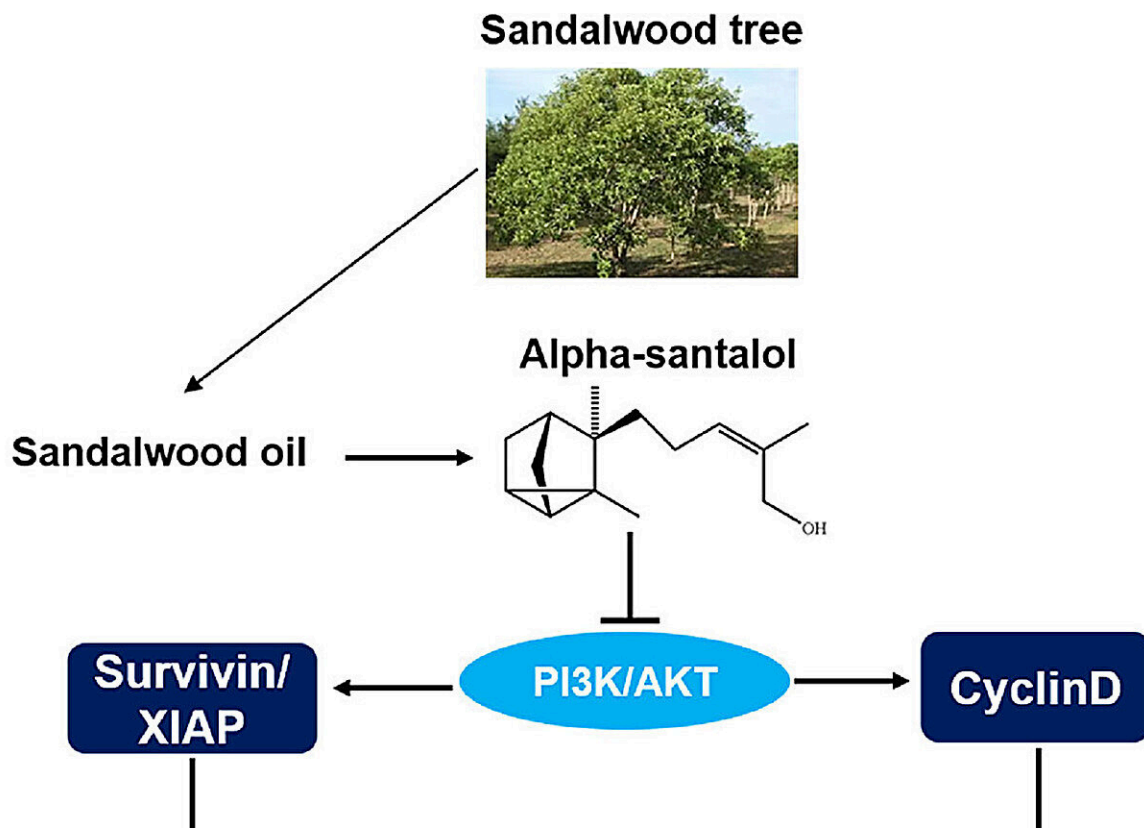 Sandalwood tree
Alpha-santalol
Sandalwood oil
OH
Survivin/
XIAP
PI3K/AKT
CyclinD